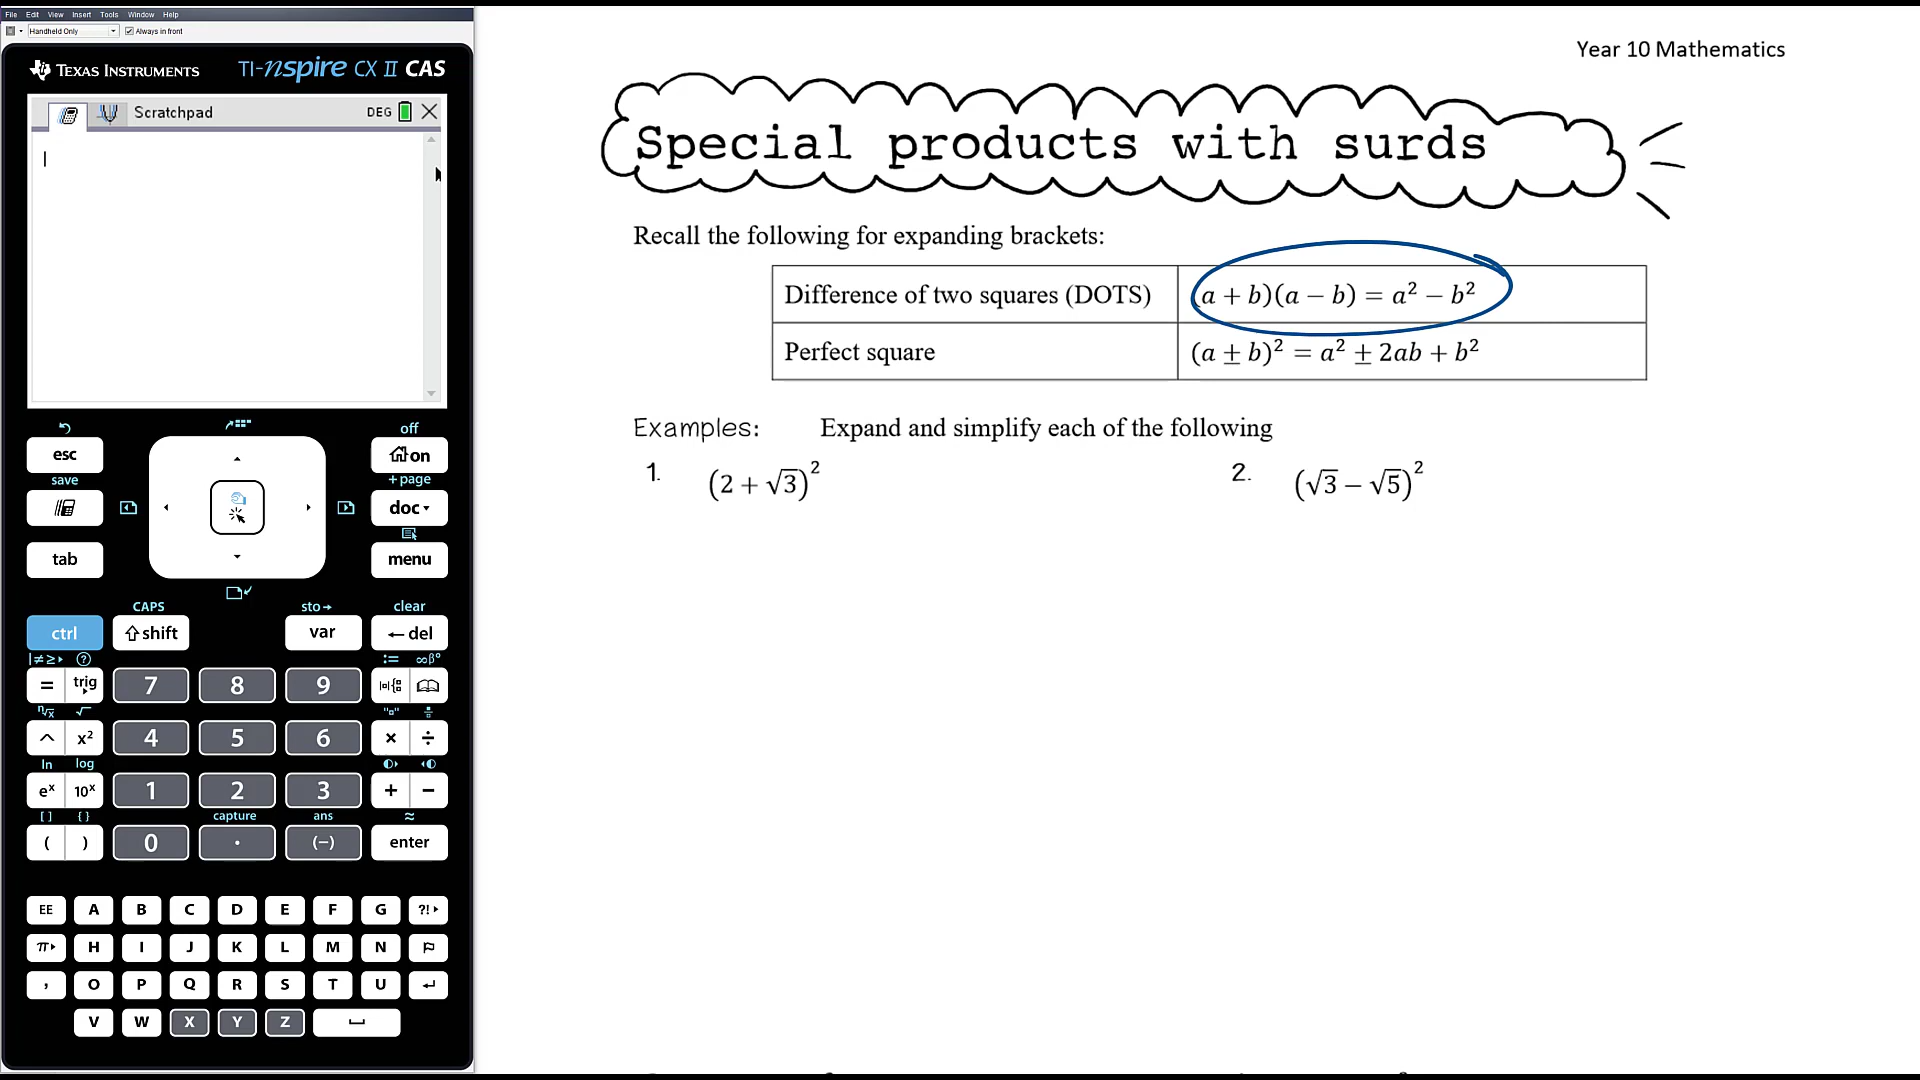 File Edit View Insert Tools Window Help
Handheld Only Always in front
TEXAS INSTRUMENTS TI-nspire CX II CAS
Scratchpad DEG
off
esc on
save +page
doc
tab menu
CAPS sto→ clear
ctrl ⇧shift var ←del
|≠≥▸ ? := ∞β°
= trig 7 8 9
ⁿ√x √
^ x² 4 5 6 × ÷
ln log
eˣ 10ˣ 1 2 3 + −
[ ] { } capture ans ≈
( ) 0 . (−) enter
EE A B C D E F G ?!▸
π▸ H I J K L M N
, O P Q R S T U ↵
V W X Y Z
Year 10 Mathematics
Special products with surds
Recall the following for expanding brackets:
Difference of two squares (DOTS) (a + b)(a − b) = a² − b²
Perfect square (a ± b)² = a² ± 2ab + b²
Examples: Expand and simplify each of the following
1. (2 + √3)² 2. (√3 − √5)²